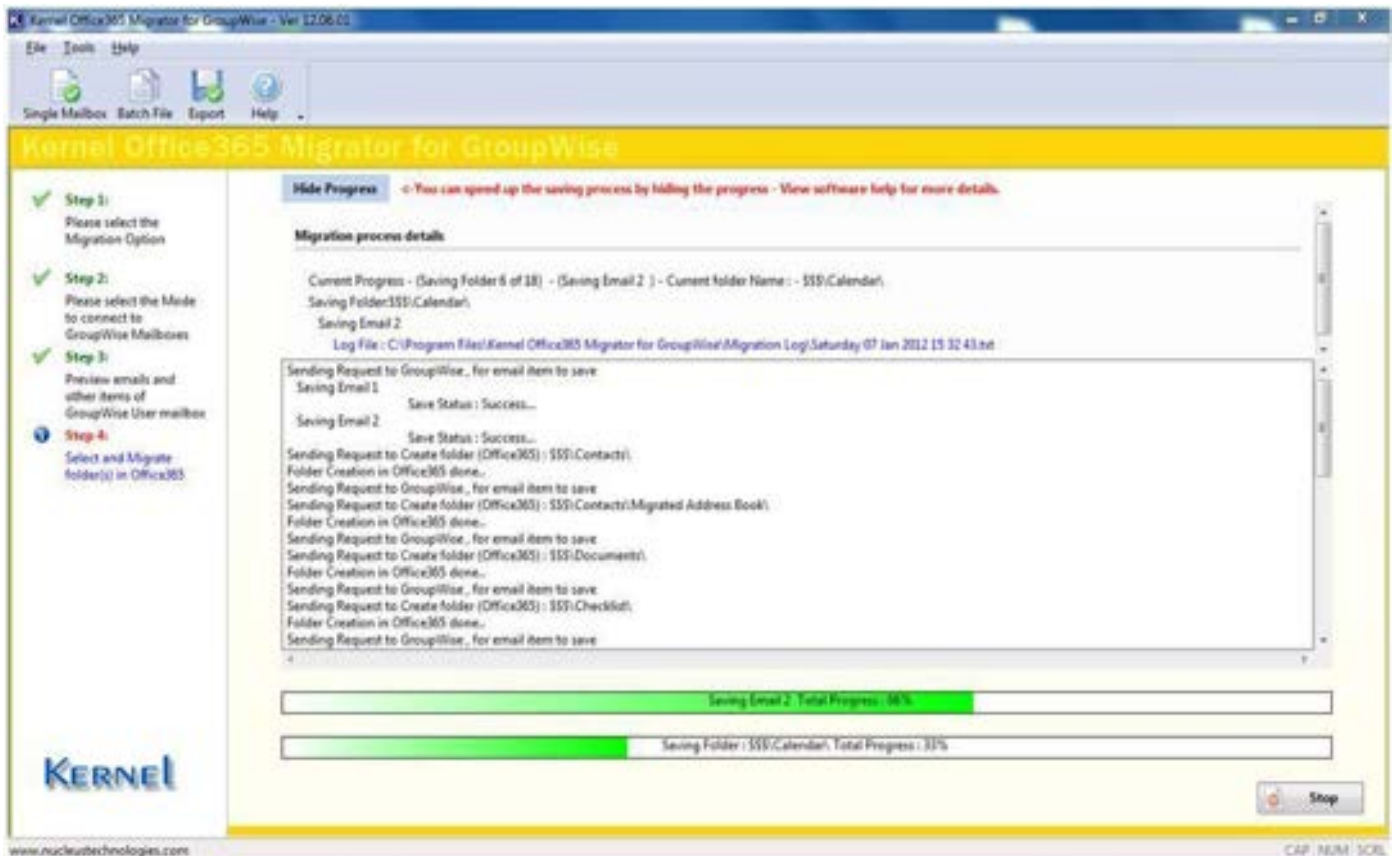 Kernel Office365 Migrator for GroupWise - Ver 12.06.01
File Tools Help
Single Mailbox Batch File Export Help
Kernel Office365 Migrator for GroupWise
Step 1:
Please select the
Migration Option
Step 2:
Please select the Mode
to connect to
GroupWise Mailboxes
Step 3:
Preview emails and
other items of
GroupWise User mailbox
Step 4:
Select and Migrate
folder(s) in Office365
KERNEL
Hide Progress <- You can speed up the saving process by hiding the progress - View software help for more details.
Migration process details
Current Progress - (Saving Folder 6 of 18) - (Saving Email 2 ) - Current folder Name : - SSS\Calendar\
Saving Folder:SSS\Calendar\
Saving Email 2
Log File : C:\Program Files\Kernel Office365 Migrator for GroupWise\Migration Log\Saturday 07 Jan 2012 15 32 43.txt
Sending Request to GroupWise , for email item to save
Saving Email 1
Save Status : Success...
Saving Email 2
Save Status : Success...
Sending Request to Create folder (Office365) : SSS\Contacts\
Folder Creation in Office365 done..
Sending Request to GroupWise , for email item to save
Sending Request to Create folder (Office365) : SSS\Contacts\Migrated Address Book\
Folder Creation in Office365 done..
Sending Request to GroupWise , for email item to save
Sending Request to Create folder (Office365) : SSS\Documents\
Folder Creation in Office365 done..
Sending Request to GroupWise , for email item to save
Sending Request to Create folder (Office365) : SSS\Checklist\
Folder Creation in Office365 done..
Sending Request to GroupWise , for email item to save
Saving Email 2 Total Progress : 66%
Saving Folder : SSS\Calendar\ Total Progress : 33%
Stop
www.nucleustechnologies.com
CAP NUM SCRL